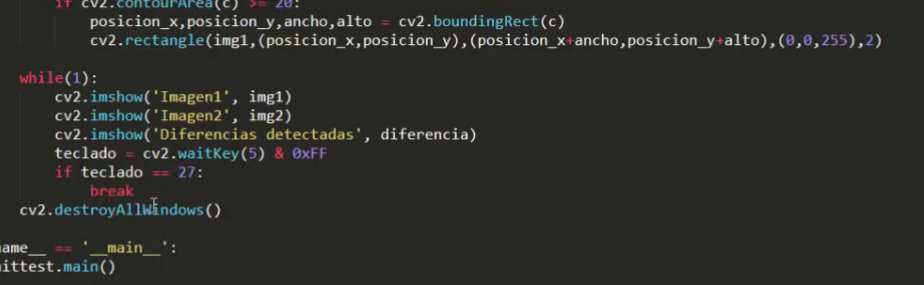 if cv2.contourArea(c) >= 20:
posicion_x,posicion_y,ancho,alto = cv2.boundingRect(c)
cv2.rectangle(img1,(posicion_x,posicion_y),(posicion_x+ancho,posicion_y+alto),(0,0,255),2)
while(1):
cv2.imshow('Imagen1', img1)
cv2.imshow('Imagen2', img2)
cv2.imshow('Diferencias detectadas', diferencia)
teclado = cv2.waitKey(5) & 0xFF
if teclado == 27:
break
cv2.destroyAllWindows()
name__ == '__main__':
nittest.main()